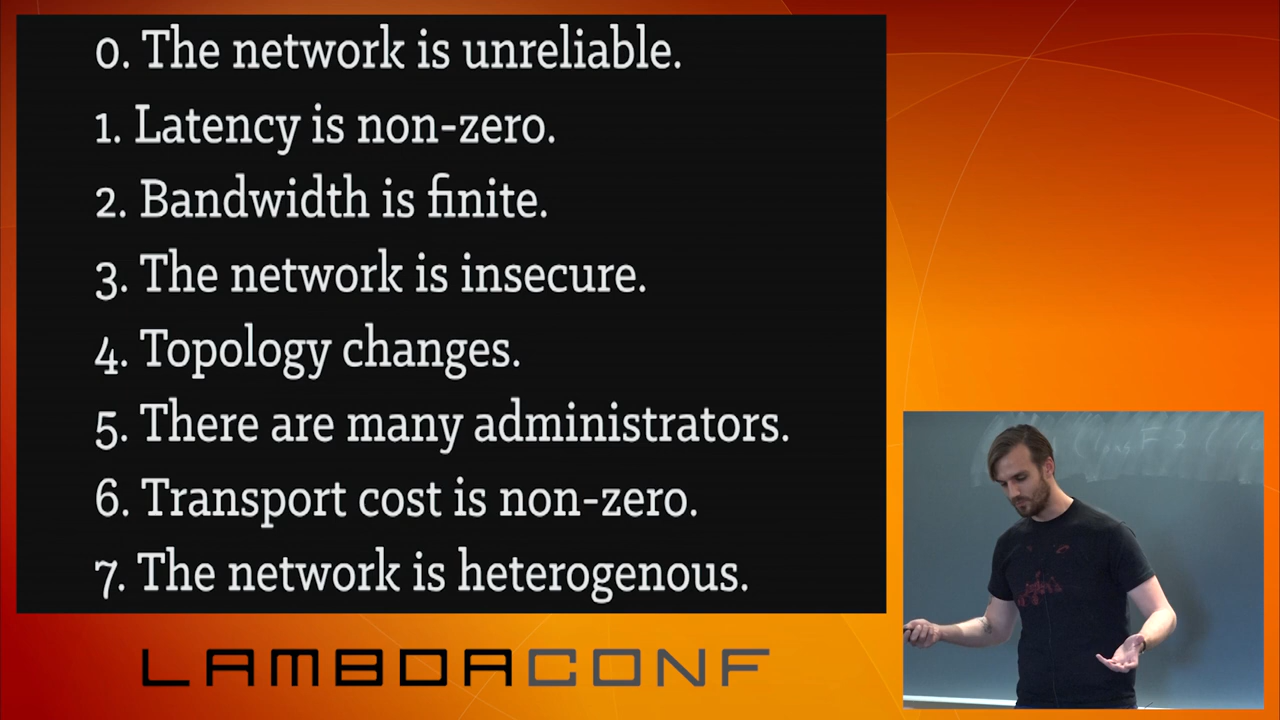 0. The network is unreliable.
1. Latency is non-zero.
2. Bandwidth is finite.
3. The network is insecure.
4. Topology changes.
5. There are many administrators.
6. Transport cost is non-zero.
7. The network is heterogenous.
LAMBDACONF